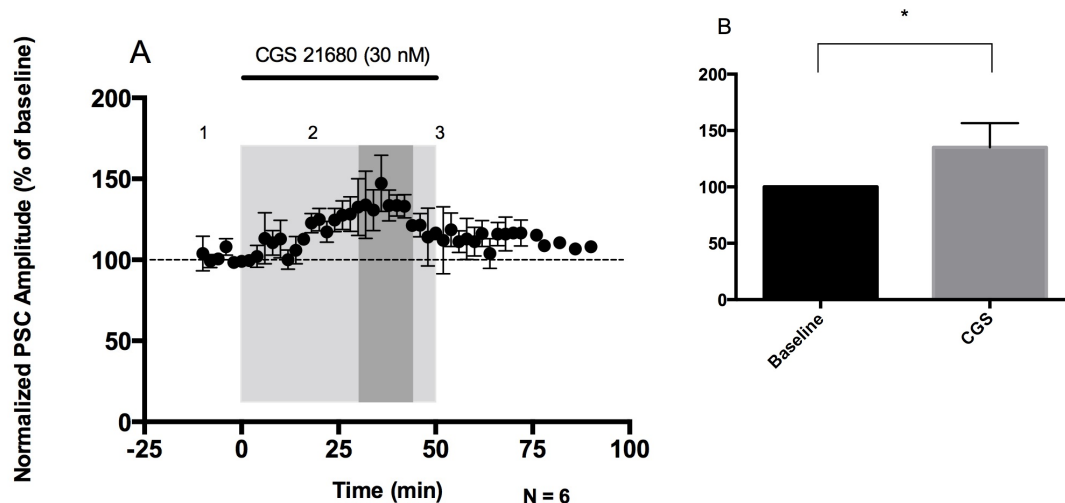 A
CGS 21680 (30 nM)
Normalized PSC Amplitude (% of baseline)
200
150
100
50
0
1
2
3
-25
0
25
50
75
100
Time (min)
N = 6
B
*
200
150
100
50
0
Baseline
CGS